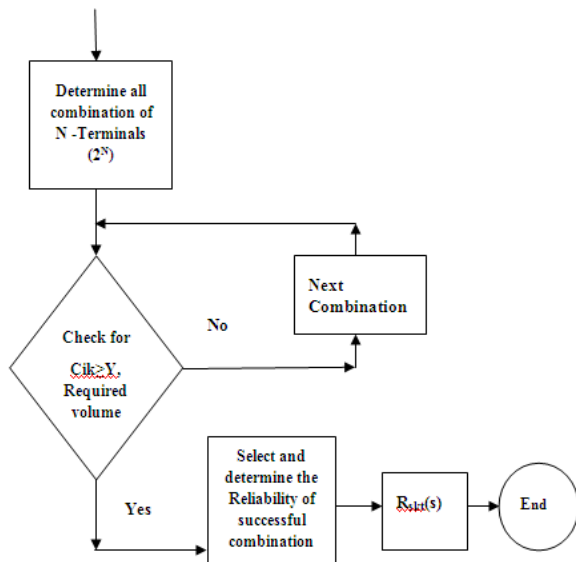 Determine all
combination of
N -Terminals
(2ᴺ)
Next
Combination
No
Check for
Cik≥Y,
Required
volume
Select and
determine the
Reliability of
successful
combination
Rskt(s)
End
Yes